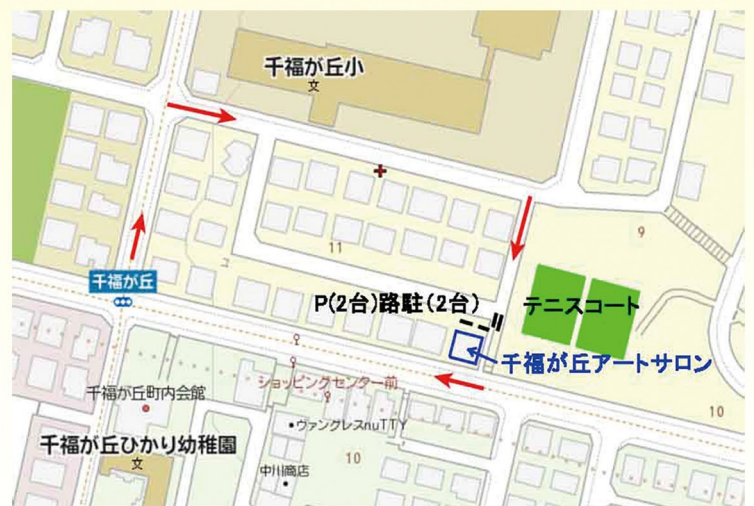 千福が丘小
文
9
11
千福が丘
P(2台)路駐(2台)
テニスコート
千福が丘アートサロン
ショッピングセンター前
千福が丘町内会館
10
ヴァングレスnuTTY
千福が丘ひかり幼稚園
文
中川商店
10